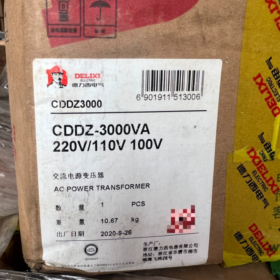 DELIXI
ELECTRIC
德力西电气
CDDZ3000
6 901911 513006
CDDZ-3000VA
220V/110V 100V
交流电源变压器
AC POWER TRANSFORMER
数 量: 1 PCS
重 量: 10.67 kg
出厂日期: 2020-9-26
DELIXI